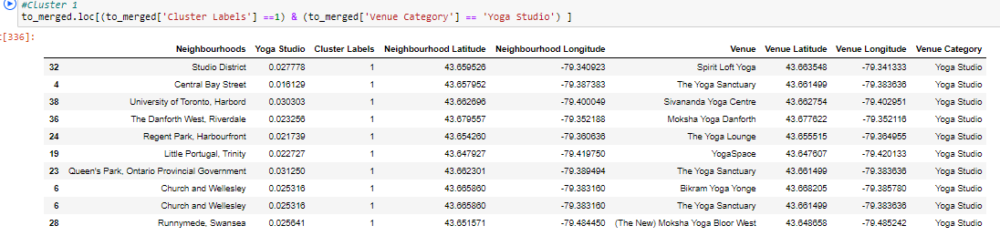 #Cluster 1
to_merged.loc[(to_merged['Cluster Labels'] ==1) & (to_merged['Venue Category'] == 'Yoga Studio') ]
[336]:
Neighbourhoods Yoga Studio Cluster Labels Neighbourhood Latitude Neighbourhood Longitude Venue Venue Latitude Venue Longitude Venue Category
32 Studio District 0.027778 1 43.659526 -79.340923 Spirit Loft Yoga 43.663548 -79.341333 Yoga Studio
4 Central Bay Street 0.016129 1 43.657952 -79.387383 The Yoga Sanctuary 43.661499 -79.383636 Yoga Studio
38 University of Toronto, Harbord 0.030303 1 43.662696 -79.400049 Sivananda Yoga Centre 43.662754 -79.402951 Yoga Studio
36 The Danforth West, Riverdale 0.023256 1 43.679557 -79.352188 Moksha Yoga Danforth 43.677622 -79.352116 Yoga Studio
24 Regent Park, Harbourfront 0.021739 1 43.654260 -79.360636 The Yoga Lounge 43.655515 -79.364955 Yoga Studio
19 Little Portugal, Trinity 0.022727 1 43.647927 -79.419750 YogaSpace 43.647607 -79.420133 Yoga Studio
23 Queen's Park, Ontario Provincial Government 0.031250 1 43.662301 -79.389494 The Yoga Sanctuary 43.661499 -79.383636 Yoga Studio
6 Church and Wellesley 0.025316 1 43.665860 -79.383160 Bikram Yoga Yonge 43.668205 -79.385780 Yoga Studio
6 Church and Wellesley 0.025316 1 43.665860 -79.383160 The Yoga Sanctuary 43.661499 -79.383636 Yoga Studio
28 Runnymede, Swansea 0.025641 1 43.651571 -79.484450 (The New) Moksha Yoga Bloor West 43.648658 -79.485242 Yoga Studio